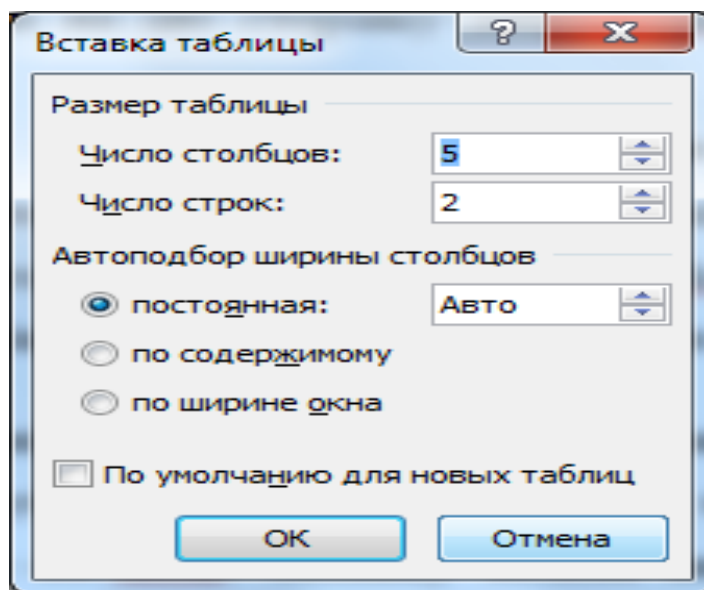 Вставка таблицы ?
Размер таблицы
Число столбцов: 5
Число строк: 2
Автоподбор ширины столбцов
постоянная: Авто
по содержимому
по ширине окна
По умолчанию для новых таблиц
ОК Отмена